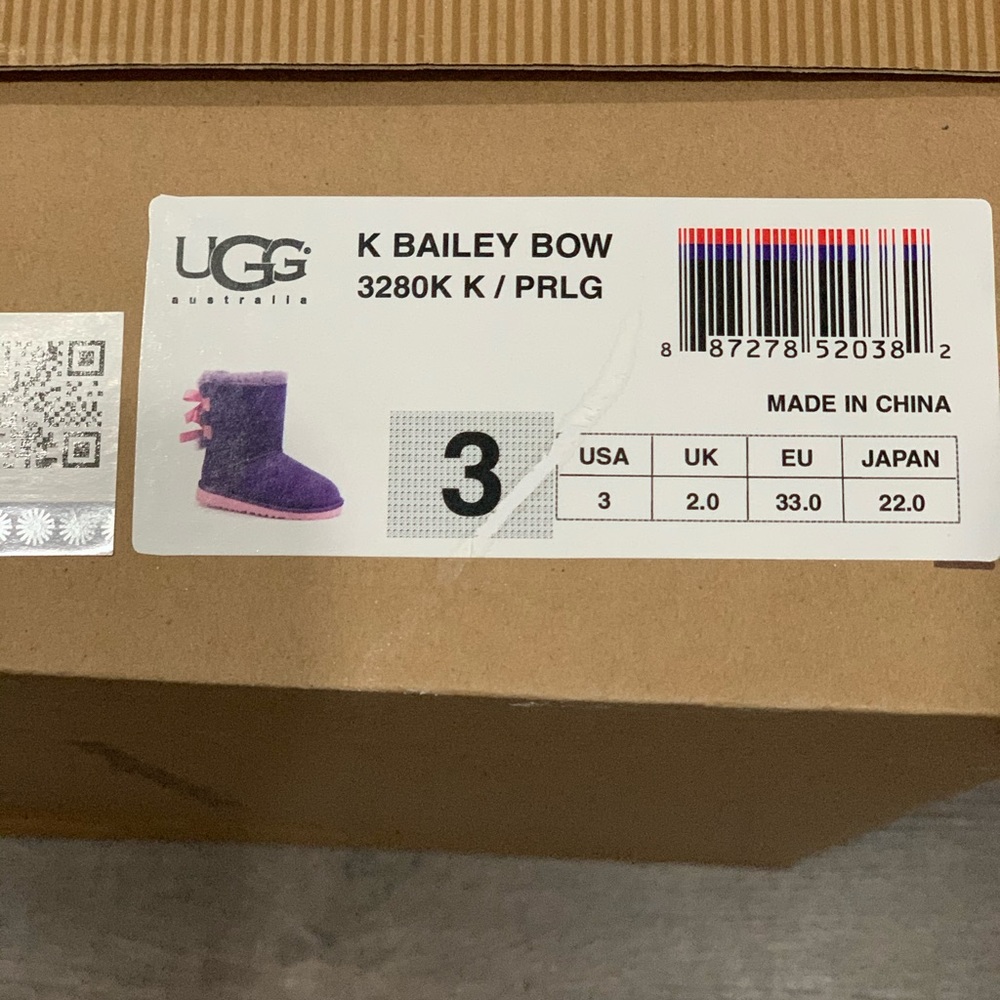 UGG
australia
K BAILEY BOW
3280K K / PRLG
8 87278 52038 2
MADE IN CHINA
3
USA UK EU JAPAN
3 2.0 33.0 22.0